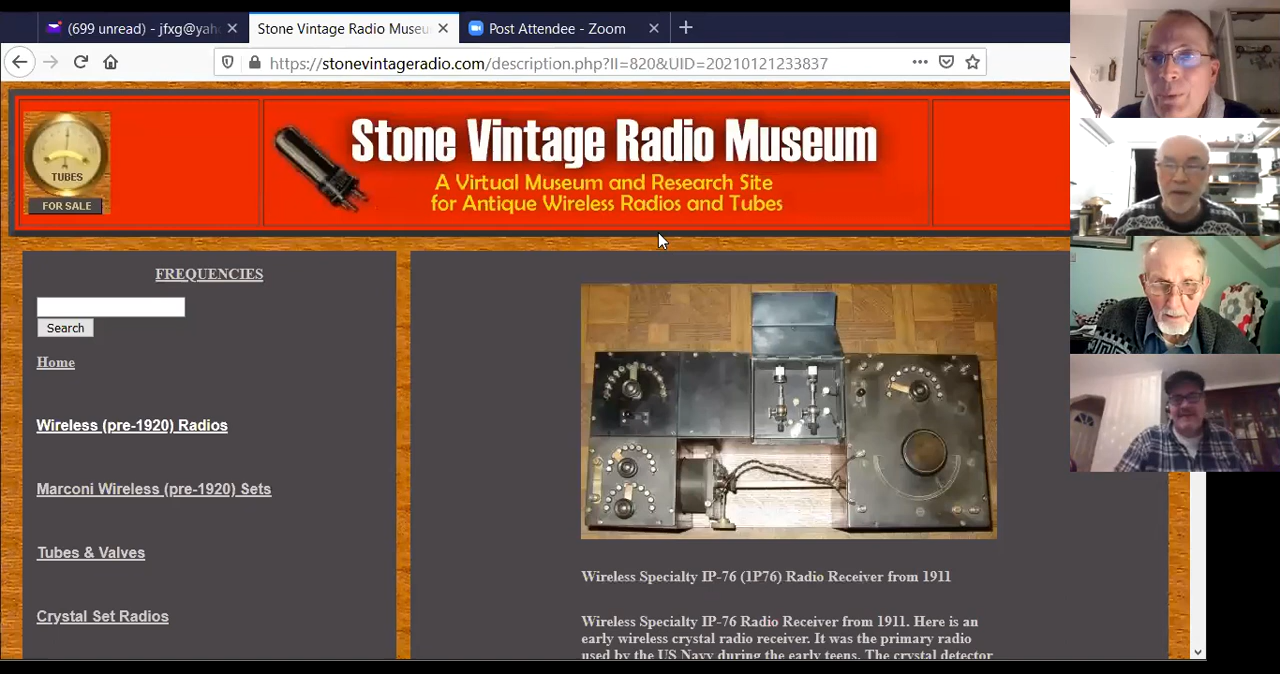 (699 unread) - jfxg@yaho
Stone Vintage Radio Museu
Post Attendee - Zoom
https://stonevintageradio.com/description.php?II=820&UID=20210121233837
TUBES
FOR SALE
Stone Vintage Radio Museum
A Virtual Museum and Research Site
for Antique Wireless Radios and Tubes
FREQUENCIES
Search
Home
Wireless (pre-1920) Radios
Marconi Wireless (pre-1920) Sets
Tubes & Valves
Crystal Set Radios
Wireless Specialty IP-76 (1P76) Radio Receiver from 1911
Wireless Specialty IP-76 Radio Receiver from 1911. Here is an
early wireless crystal radio receiver. It was the primary radio
used by the US Navy during the early teens. The crystal detector